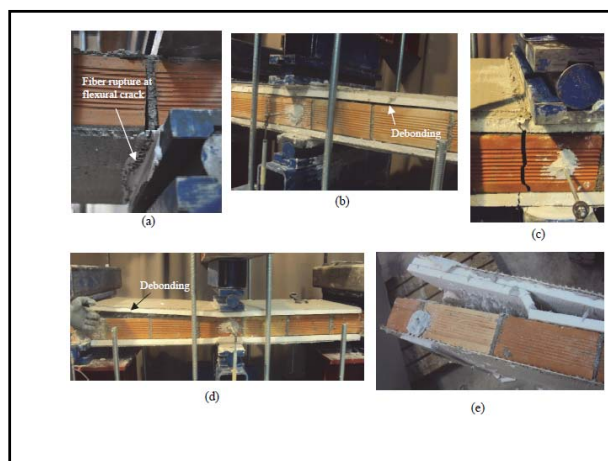 Fiber rupture at
flexural crack
(a)
Debonding
(b)
(c)
Debonding
(d)
(e)